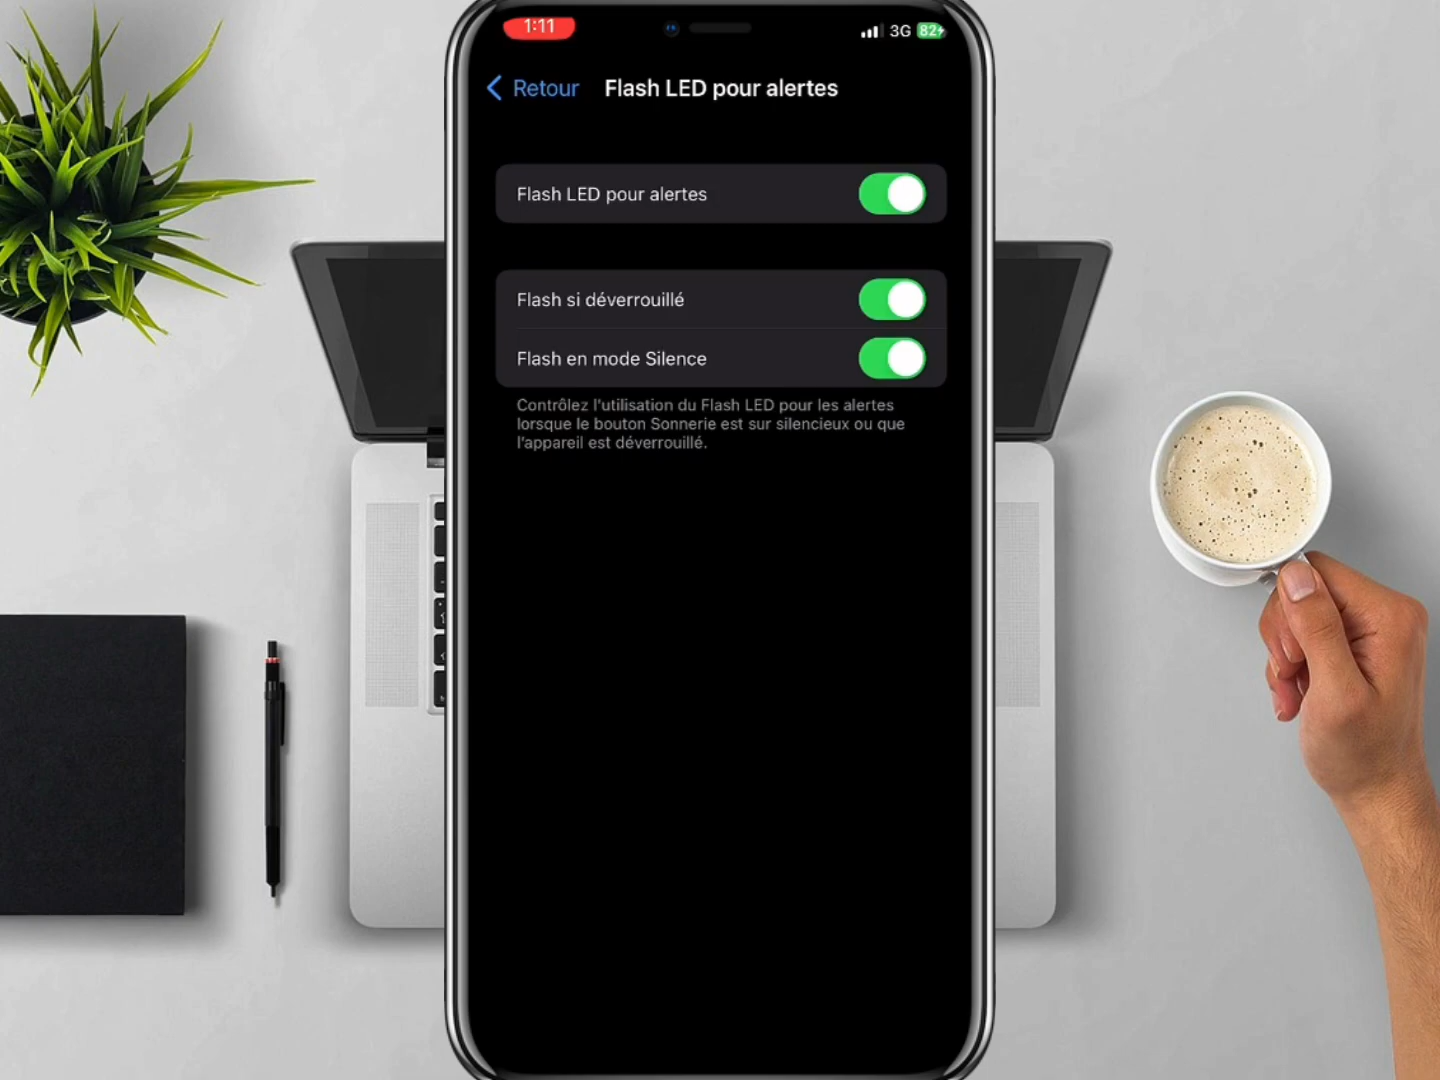 1:11
3G 82
Retour
Flash LED pour alertes
Flash LED pour alertes
Flash si déverrouillé
Flash en mode Silence
Contrôlez l'utilisation du Flash LED pour les alertes
lorsque le bouton Sonnerie est sur silencieux ou que
l'appareil est déverrouillé.